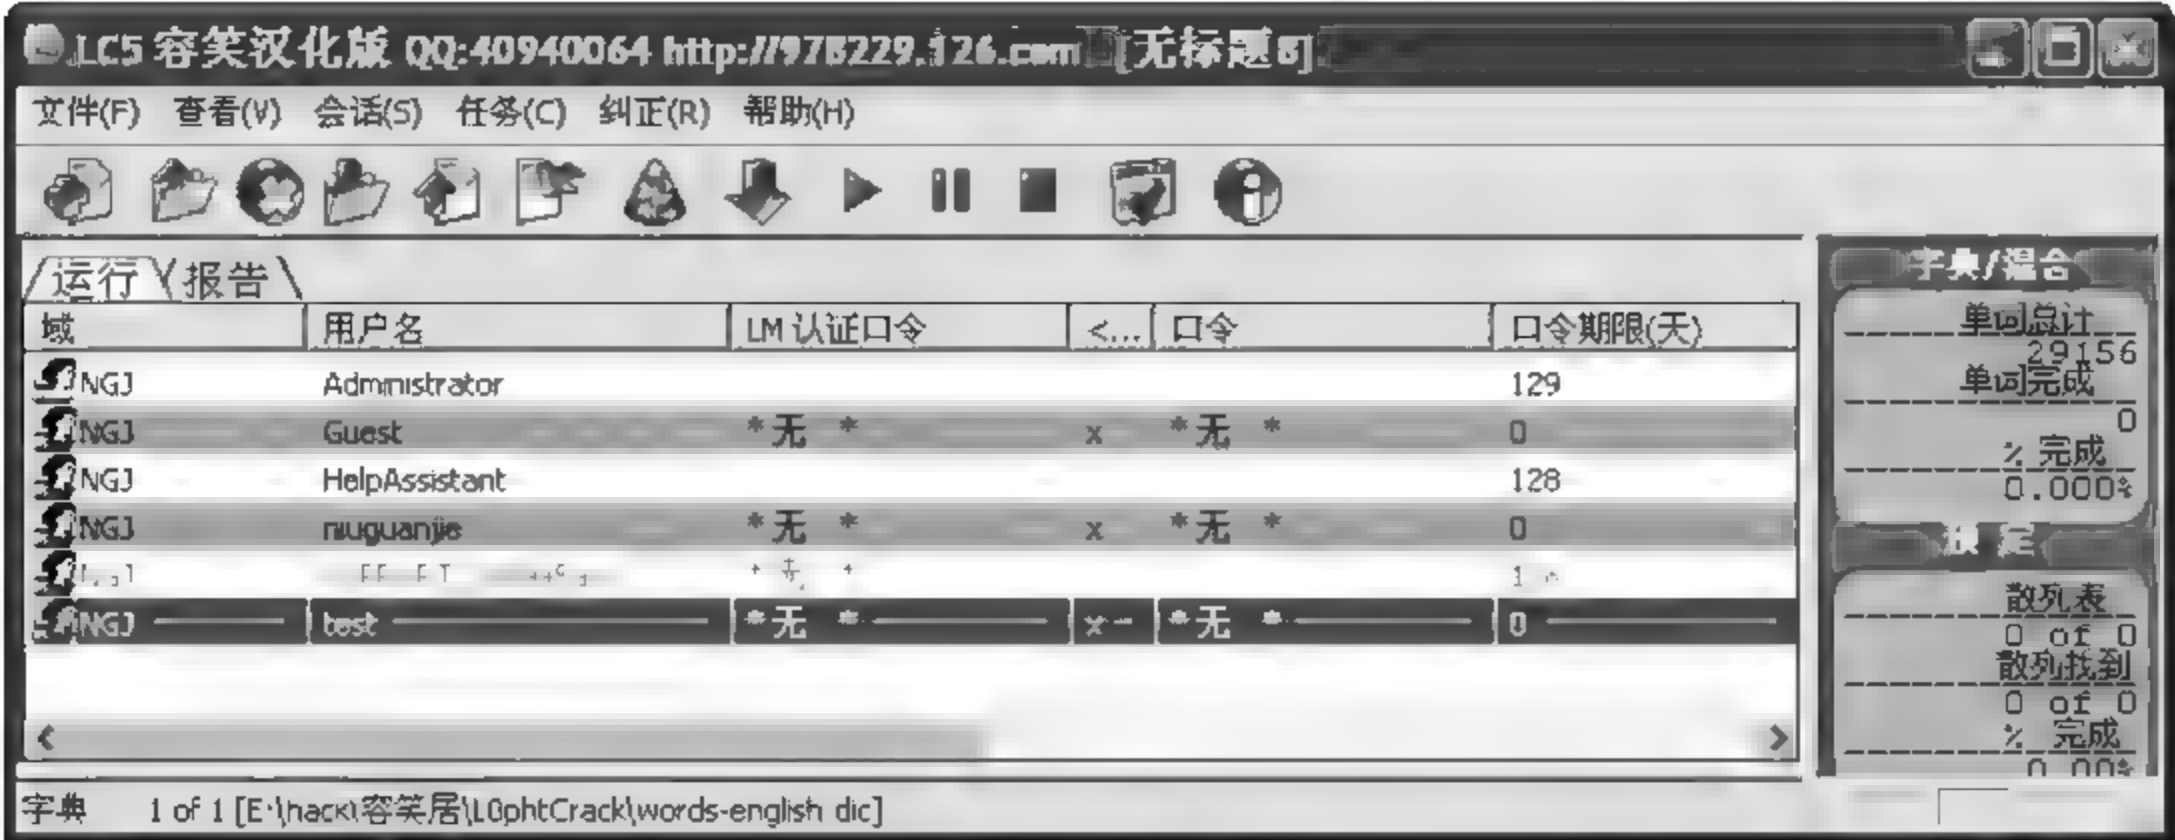 LC5 容笑汉化版 QQ:40940064 http://978229.126.com [无标题8]
文件(F) 查看(V) 会话(S) 任务(C) 纠正(R) 帮助(H)
运行 报告
域 用户名 LM 认证口令 <... 口令 口令期限(天)
NGJ Administrator 129
NGJ Guest * 无 * x * 无 * 0
NGJ HelpAssistant 128
NGJ niuguanjie * 无 * x * 无 * 0
NGJ test * 无 * x * 无 * 0
字典/混合
单词总计
29156
单词完成
0
% 完成
0.000%
散列表
0 of 0
散列找到
0 of 0
% 完成
0.00%
字典 1 of 1 [E:\hack\容笑居\L0phtCrack\words-english dic]